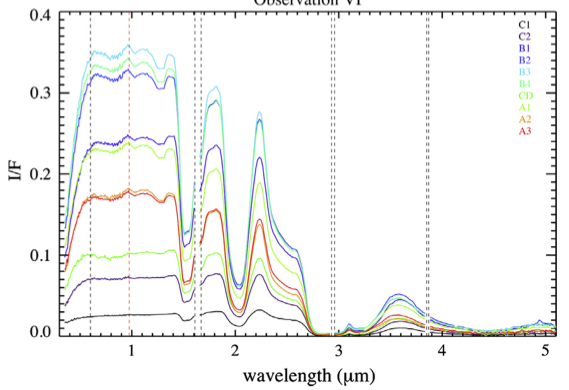 Observation VI
0.4
0.3
0.2
0.1
0.0
I/F
C1
C2
B1
B2
B3
B4
CD
A1
A2
A3
1 2 3 4 5
wavelength (μm)